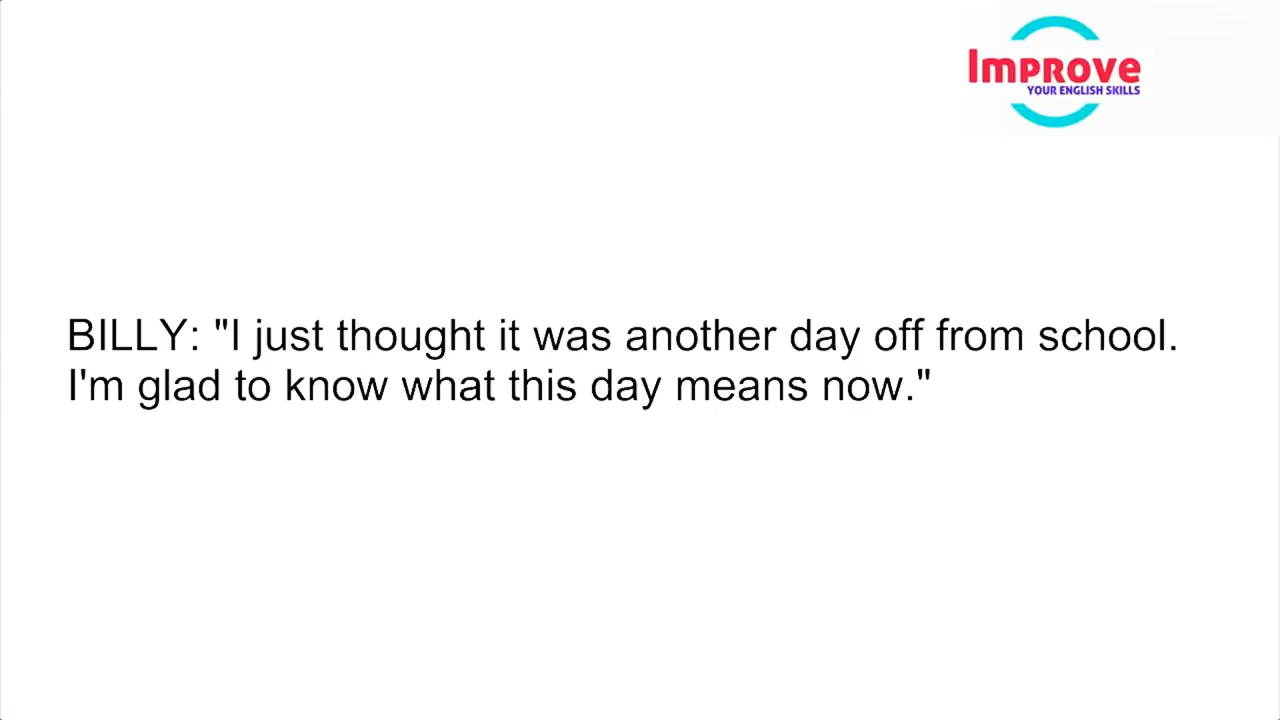 Improve
YOUR ENGLISH SKILLS
BILLY: "I just thought it was another day off from school.
I'm glad to know what this day means now."